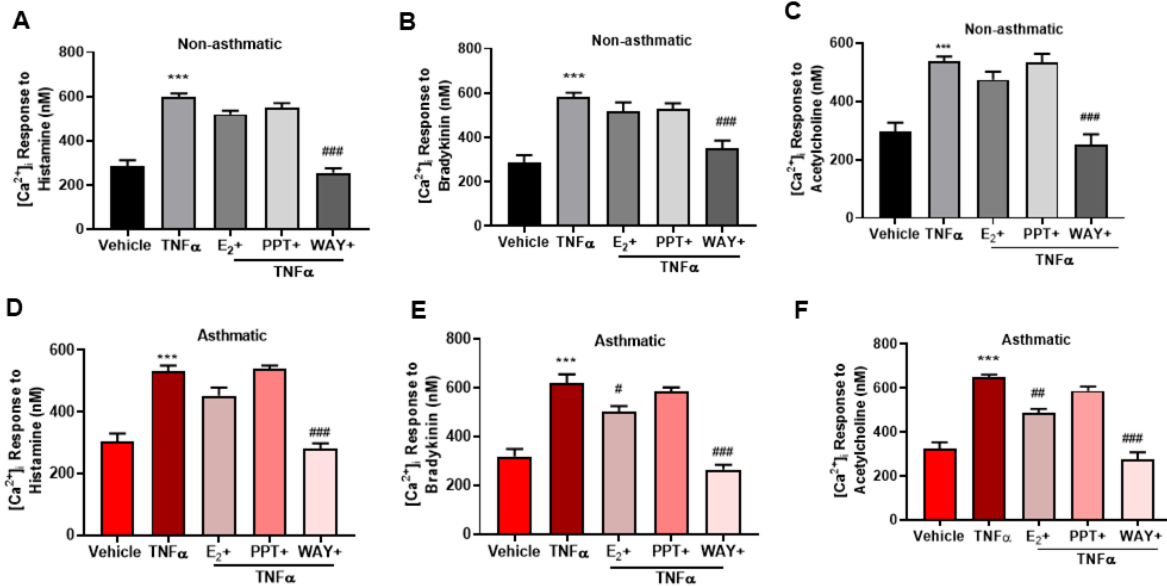 A
Non-asthmatic
[Ca²⁺]ᵢ Response to
Histamine (nM)
800
600
400
200
0
***
###
Vehicle TNFα E₂+ PPT+ WAY+
TNFα
B
Non-asthmatic
[Ca²⁺]ᵢ Response to
Bradykinin (nM)
800
600
400
200
0
***
###
Vehicle TNFα E₂+ PPT+ WAY+
TNFα
C
Non-asthmatic
[Ca²⁺]ᵢ Response to
Acetylcholine (nM)
600
400
200
0
***
###
Vehicle TNFα E₂+ PPT+ WAY+
TNFα
D
Asthmatic
[Ca²⁺]ᵢ Response to
Histamine (nM)
600
400
200
0
***
###
Vehicle TNFα E₂+ PPT+ WAY+
TNFα
E
Asthmatic
[Ca²⁺]ᵢ Response to
Bradykinin (nM)
800
600
400
200
0
***
#
###
Vehicle TNFα E₂+ PPT+ WAY+
TNFα
F
Asthmatic
[Ca²⁺]ᵢ Response to
Acetylcholine (nM)
800
600
400
200
0
***
##
###
Vehicle TNFα E₂+ PPT+ WAY+
TNFα